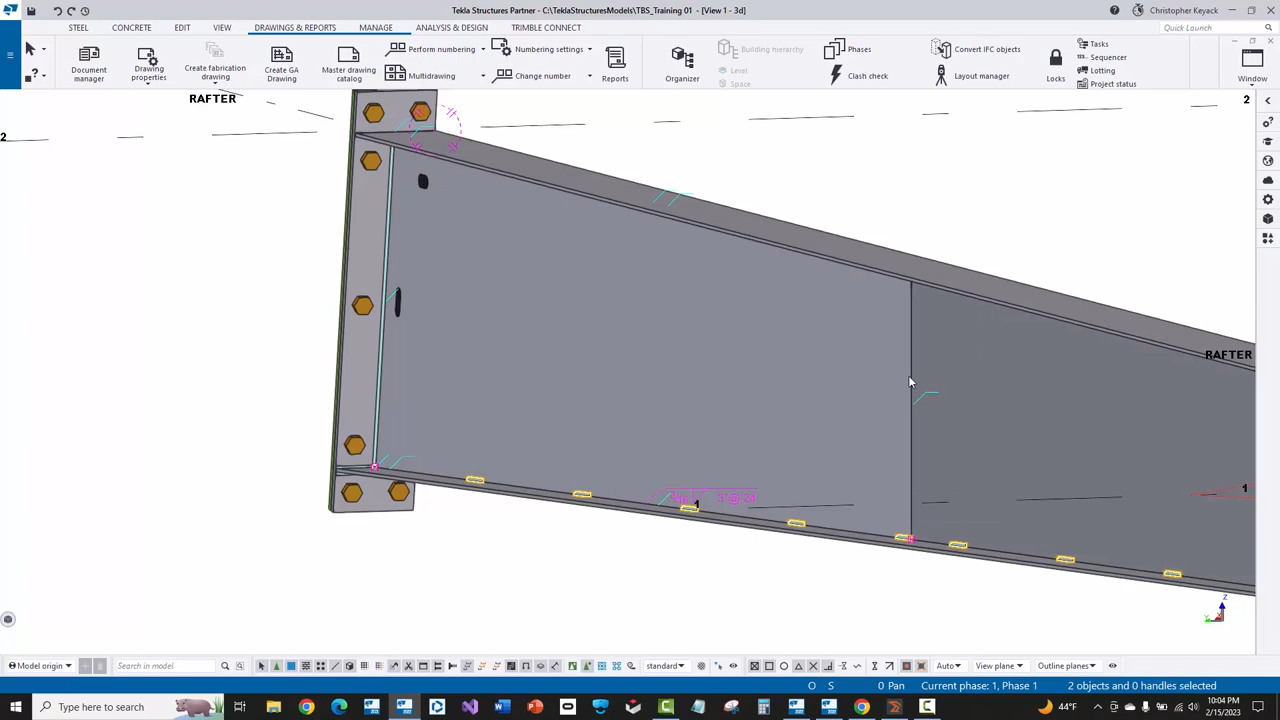 Tekla Structures Partner - C:\TeklaStructuresModels\TBS_Training 01 - [View 1 - 3d]
Christopher Keyack
STEEL CONCRETE EDIT VIEW DRAWINGS & REPORTS MANAGE ANALYSIS & DESIGN TRIMBLE CONNECT
Quick Launch
Document manager
Drawing properties
Create fabrication drawing
Create GA Drawing
Master drawing catalog
Perform numbering
Multidrawing
Numbering settings
Change number
Reports
Organizer
Building hierarchy
Level
Space
Phases
Clash check
Convert IFC objects
Layout manager
Locks
Tasks
Sequencer
Lotting
Project status
Window
RAFTER
2
2
RAFTER
1
3"@ 24
1
z
Model origin
Search in model
standard
Auto
View plane
Outline planes
O S 0 Pan Current phase: 1, Phase 1 2 objects and 0 handles selected
Type here to search
10:04 PM
2/15/2023